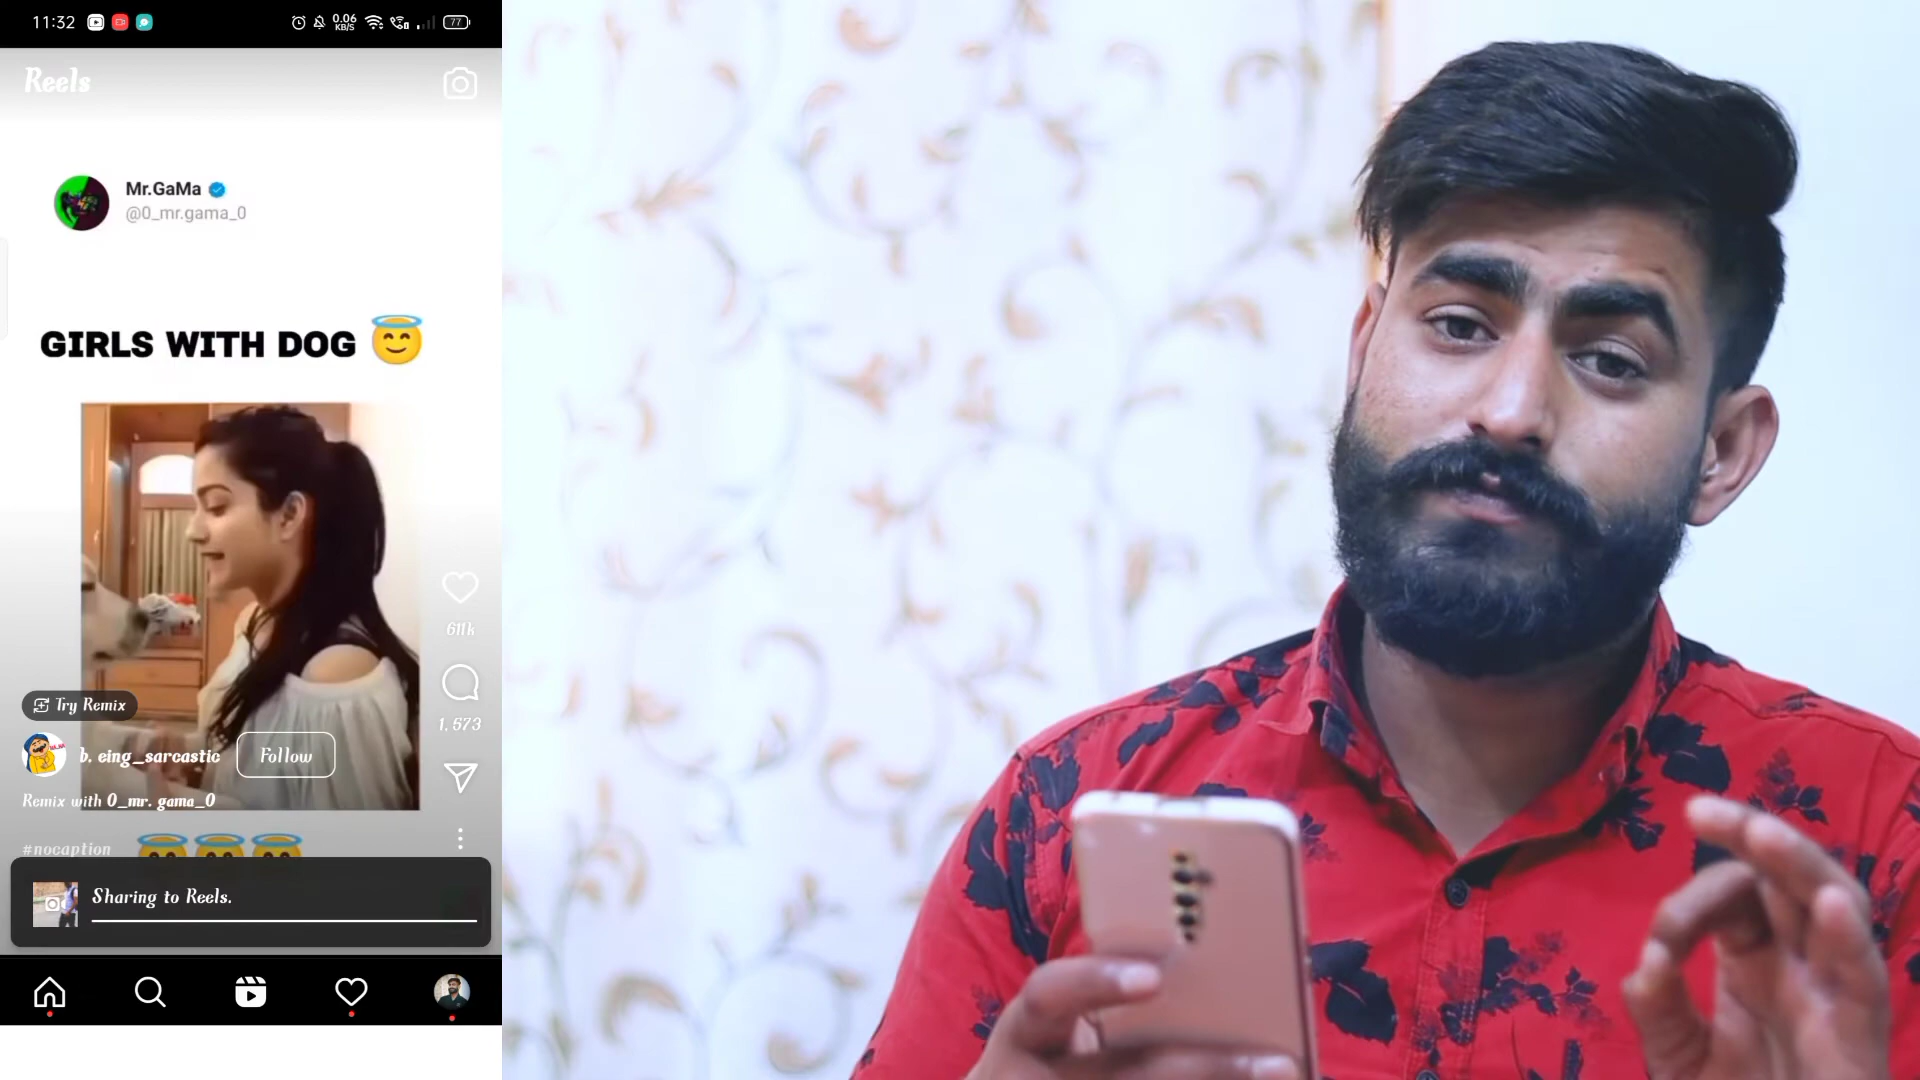 11:32
0.06
KB/S
77
Reels
Mr.GaMa
@0_mr.gama_0
GIRLS WITH DOG
611k
Try Remix
1,573
b. eing_sarcastic
Follow
Remix with 0_mr. gama_0
#nocaption
Sharing to Reels.